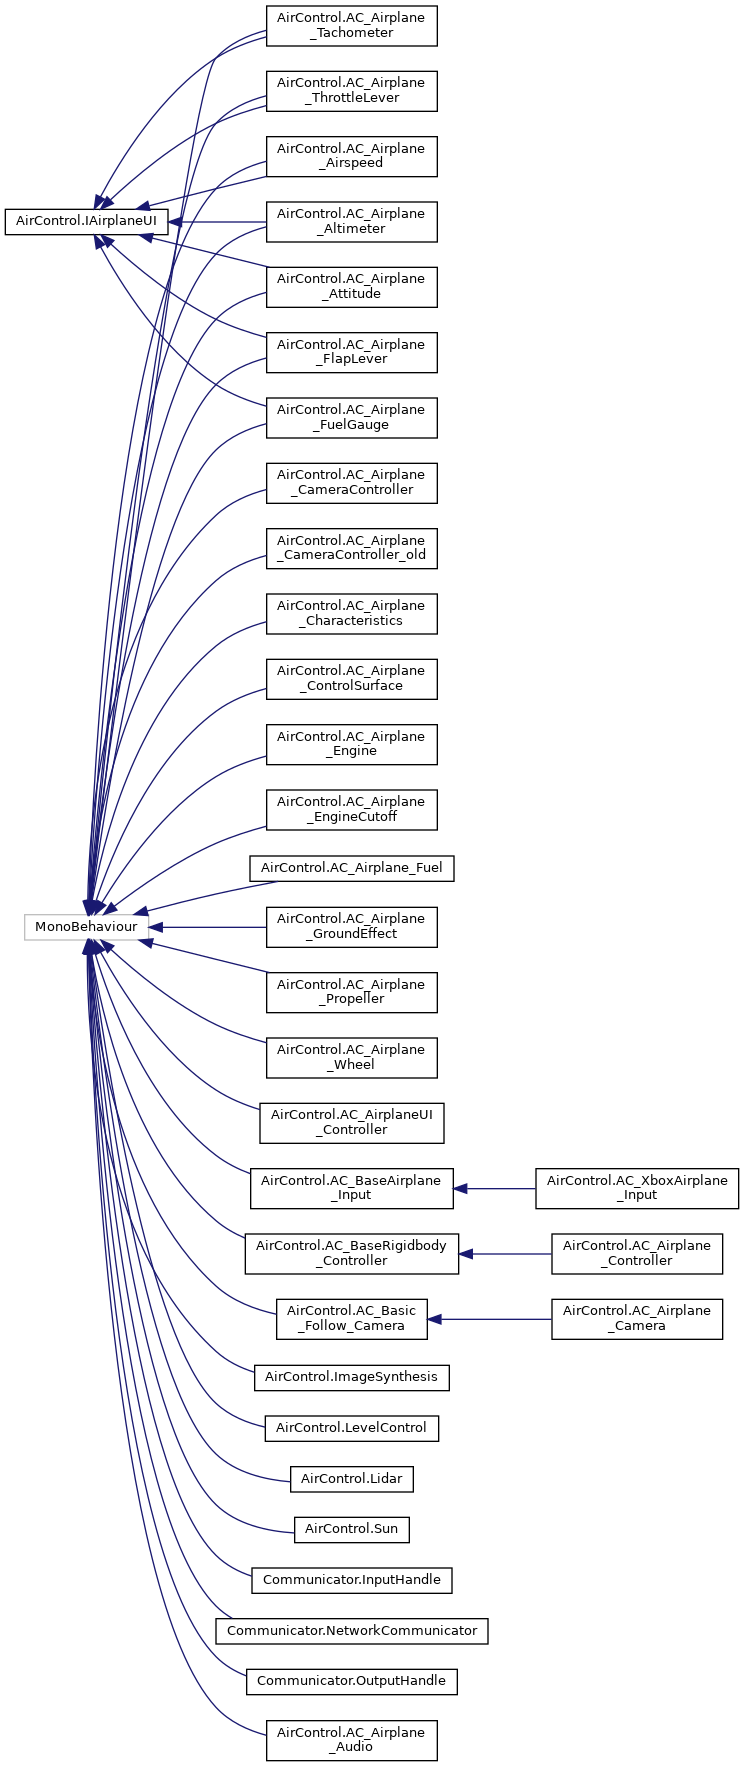 AirControl.AC_Airplane
_Tachometer
AirControl.AC_Airplane
_ThrottleLever
AirControl.AC_Airplane
_Airspeed
AirControl.IAirplaneUI
AirControl.AC_Airplane
_Altimeter
AirControl.AC_Airplane
_Attitude
AirControl.AC_Airplane
_FlapLever
AirControl.AC_Airplane
_FuelGauge
AirControl.AC_Airplane
_CameraController
AirControl.AC_Airplane
_CameraController_old
AirControl.AC_Airplane
_Characteristics
AirControl.AC_Airplane
_ControlSurface
AirControl.AC_Airplane
_Engine
AirControl.AC_Airplane
_EngineCutoff
AirControl.AC_Airplane_Fuel
MonoBehaviour
AirControl.AC_Airplane
_GroundEffect
AirControl.AC_Airplane
_Propeller
AirControl.AC_Airplane
_Wheel
AirControl.AC_AirplaneUI
_Controller
AirControl.AC_BaseAirplane
_Input
AirControl.AC_XboxAirplane
_Input
AirControl.AC_BaseRigidbody
_Controller
AirControl.AC_Airplane
_Controller
AirControl.AC_Basic
_Follow_Camera
AirControl.AC_Airplane
_Camera
AirControl.ImageSynthesis
AirControl.LevelControl
AirControl.Lidar
AirControl.Sun
Communicator.InputHandle
Communicator.NetworkCommunicator
Communicator.OutputHandle
AirControl.AC_Airplane
_Audio